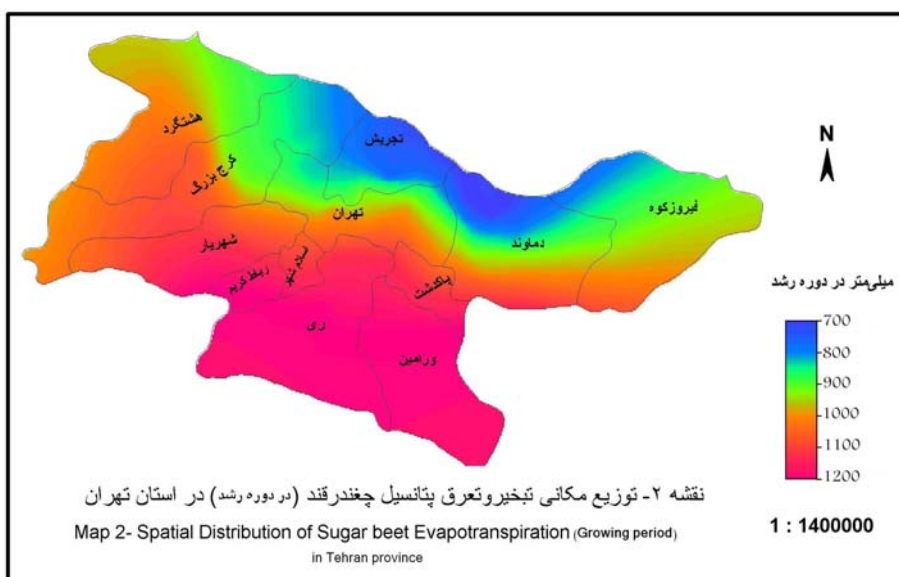 N
هشتگرد
کرج بزرگ
تجریش
فیروزکوه
تهران
دماوند
شهریار
اسلام شهر
رباط کریم
پاکدشت
ری
ورامین
میلی‌متر در دوره رشد
700
800
900
1000
1100
1200
نقشه ۲- توزیع مکانی تبخیروتعرق پتانسیل چغندرقند (در دوره رشد) در استان تهران
Map 2- Spatial Distribution of Sugar beet Evapotranspiration (Growing period)
in Tehran province
1 : 1400000